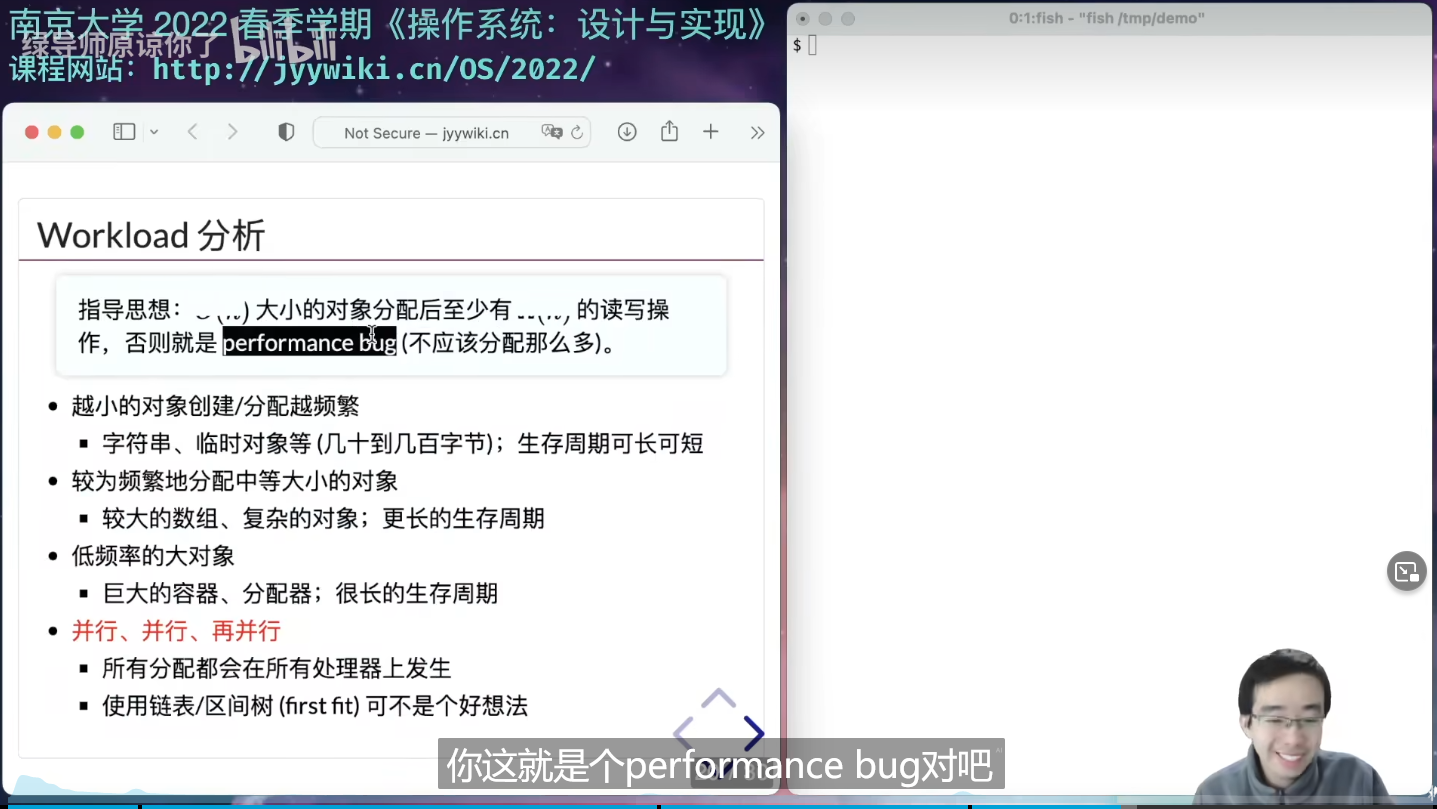 南京大学 2022 春季学期《操作系统：设计与实现》
绿导师原谅你了 bilibili
课程网站：http://jyywiki.cn/OS/2022/
0:1:fish - "fish /tmp/demo"
$
Not Secure — jyywiki.cn
Workload 分析
指导思想： 大小的对象分配后至少有 的读写操
作，否则就是 performance bug (不应该分配那么多)。
• 越小的对象创建/分配越频繁
▪ 字符串、临时对象等 (几十到几百字节)；生存周期可长可短
• 较为频繁地分配中等大小的对象
▪ 较大的数组、复杂的对象；更长的生存周期
• 低频率的大对象
▪ 巨大的容器、分配器；很长的生存周期
• 并行、并行、再并行
▪ 所有分配都会在所有处理器上发生
▪ 使用链表/区间树 (first fit) 可不是个好想法
你这就是个performance bug对吧